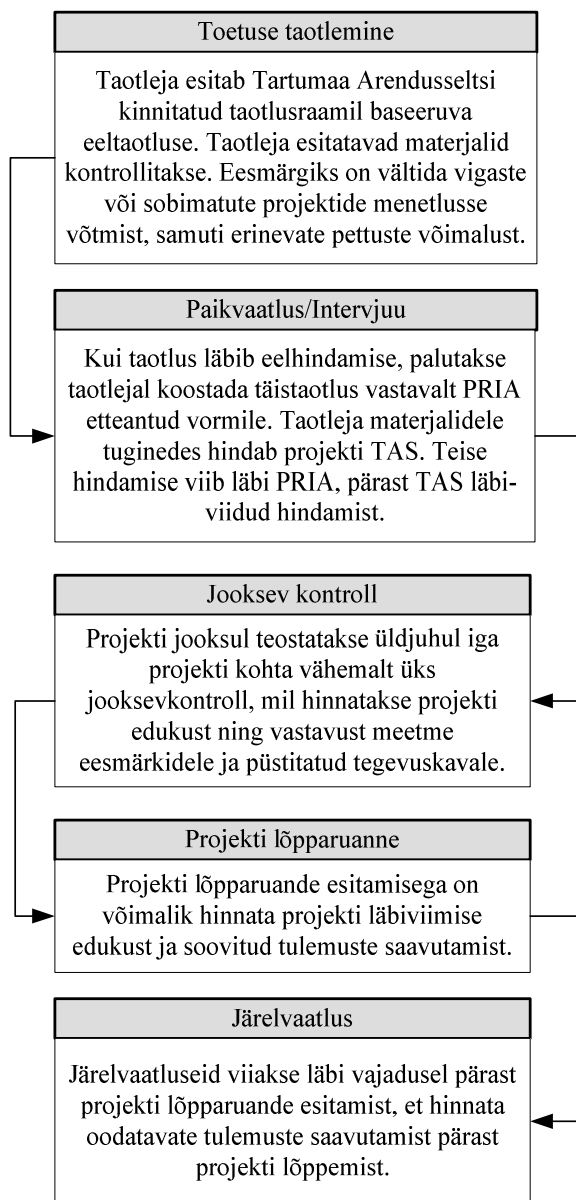 Toetuse taotlemine
Taotleja esitab Tartumaa Arendusseltsi
kinnitatud taotlusraamil baseeruva
eeltaotluse. Taotleja esitatavad materjalid
kontrollitakse. Eesmärgiks on vältida vigaste
või sobimatute projektide menetlusse
võtmist, samuti erinevate pettuste võimalust.
Paikvaatlus/Intervjuu
Kui taotlus läbib eelhindamise, palutakse
taotlejal koostada täistaotlus vastavalt PRIA
etteantud vormile. Taotleja materjalidele
tuginedes hindab projekti TAS. Teise
hindamise viib läbi PRIA, pärast TAS läbi-
viidud hindamist.
Jooksev kontroll
Projekti jooksul teostatakse üldjuhul iga
projekti kohta vähemalt üks
jooksevkontroll, mil hinnatakse projekti
edukust ning vastavust meetme
eesmärkidele ja püstitatud tegevuskavale.
Projekti lõpparuanne
Projekti lõpparuande esitamisega on
võimalik hinnata projekti läbiviimise
edukust ja soovitud tulemuste saavutamist.
Järelvaatlus
Järelvaatluseid viiakse läbi vajadusel pärast
projekti lõpparuande esitamist, et hinnata
oodatavate tulemuste saavutamist pärast
projekti lõppemist.